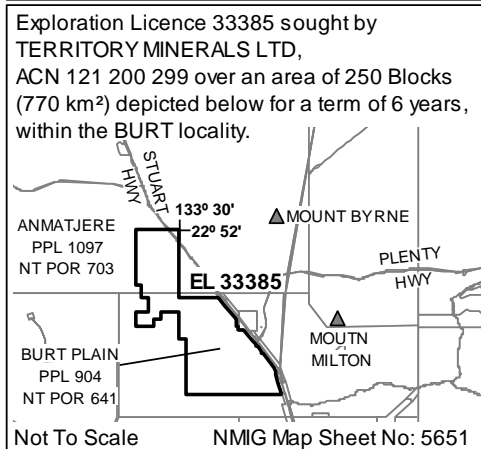 Exploration Licence 33385 sought by
TERRITORY MINERALS LTD,
ACN 121 200 299 over an area of 250 Blocks
(770 km²) depicted below for a term of 6 years,
within the BURT locality.
STUART
HWY
133º 30'
22º 52'
MOUNT BYRNE
ANMATJERE
PPL 1097
NT POR 703
PLENTY
HWY
EL 33385
MOUTN
MILTON
BURT PLAIN
PPL 904
NT POR 641
Not To Scale
NMIG Map Sheet No: 5651